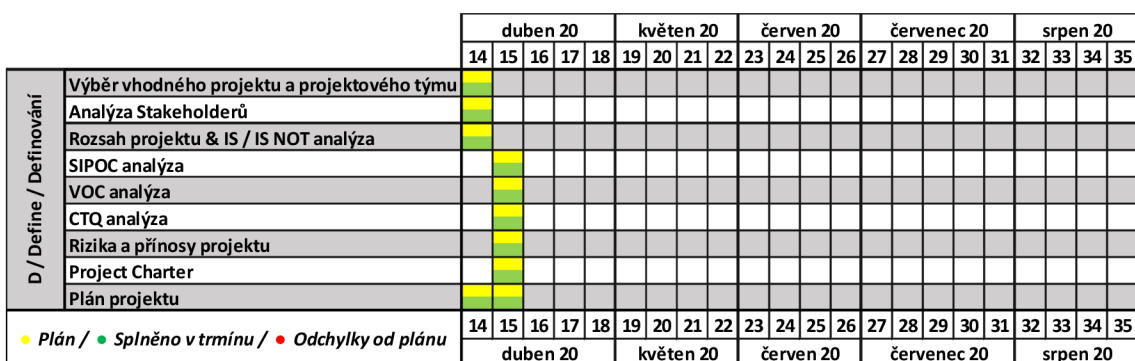 duben 20 květen 20 červen 20 červenec 20 srpen 20
14 15 16 17 18 19 20 21 22 23 24 25 26 27 28 29 30 31 32 33 34 35
D / Define / Definování
Výběr vhodného projektu a projektového týmu
Analýza Stakeholderů
Rozsah projektu & IS / IS NOT analýza
SIPOC analýza
VOC analýza
CTQ analýza
Rizika a přínosy projektu
Project Charter
Plán projektu
Plán / Splněno v trmínu / Odchylky od plánu
14 15 16 17 18 19 20 21 22 23 24 25 26 27 28 29 30 31 32 33 34 35
duben 20 květen 20 červen 20 červenec 20 srpen 20